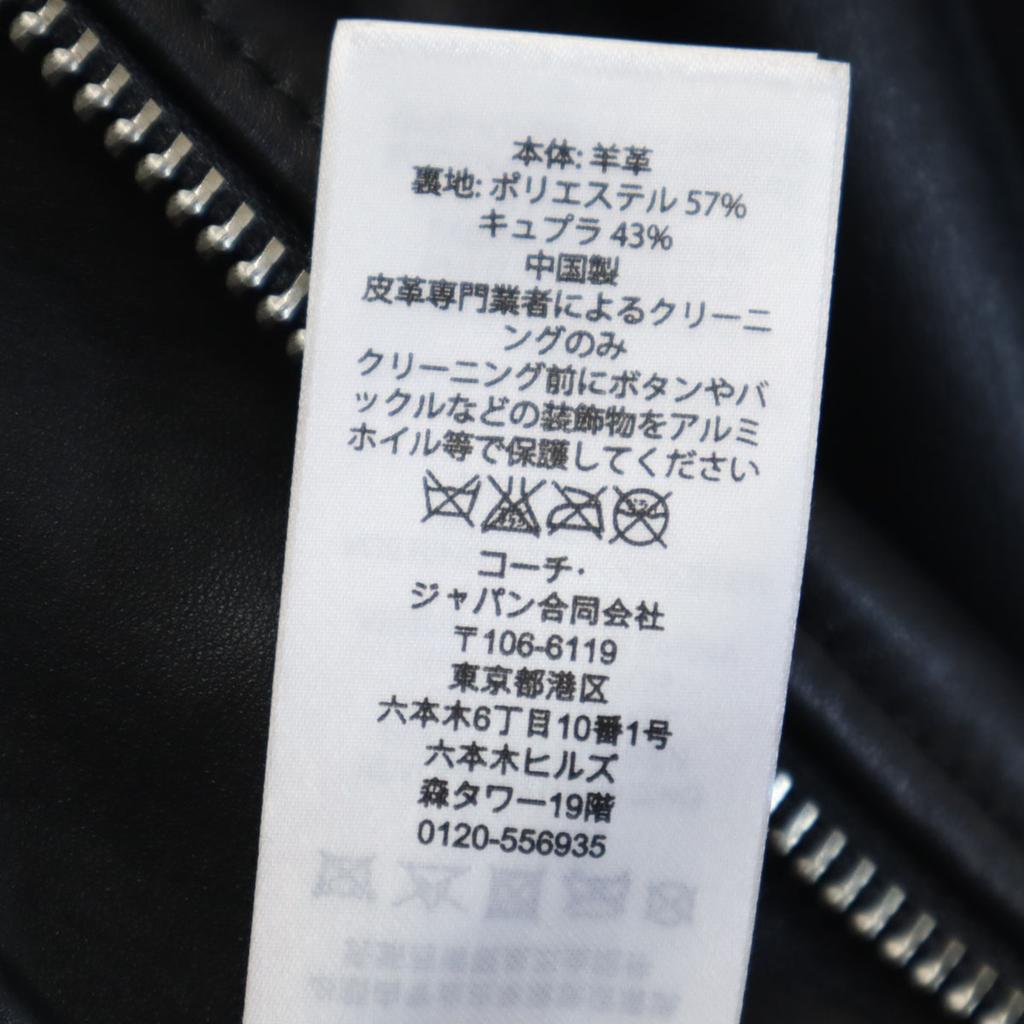 本体: 羊革
裏地: ポリエステル 57%
キュプラ 43%
中国製
皮革専門業者によるクリーニ
ングのみ
クリーニング前にボタンやバ
ックルなどの装飾物をアルミ
ホイル等で保護してください
コーチ・
ジャパン合同会社
〒106-6119
東京都港区
六本木6丁目10番1号
六本木ヒルズ
森タワー19階
0120-556935